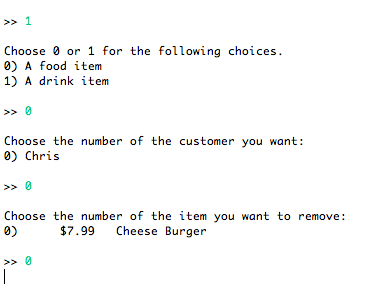 >> 1
Choose 0 or 1 for the following choices.
0) A food item
1) A drink item
>> 0
Choose the number of the customer you want:
0) Chris
>> 0
Choose the number of the item you want to remove:
0)      $7.99   Cheese Burger
>> 0